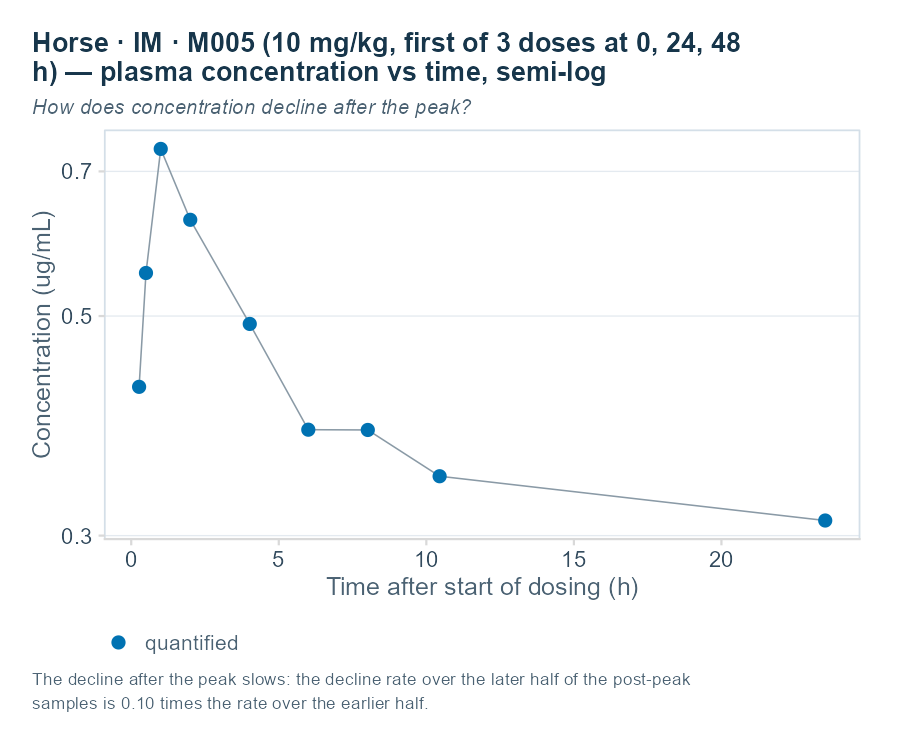 Horse · IM · M005 (10 mg/kg, first of 3 doses at 0, 24, 48
h) — plasma concentration vs time, semi-log
How does concentration decline after the peak?
0.7
0.5
0.3
Concentration (ug/mL)
0 5 10 15 20
Time after start of dosing (h)
quantified
The decline after the peak slows: the decline rate over the later half of the post-peak
samples is 0.10 times the rate over the earlier half.